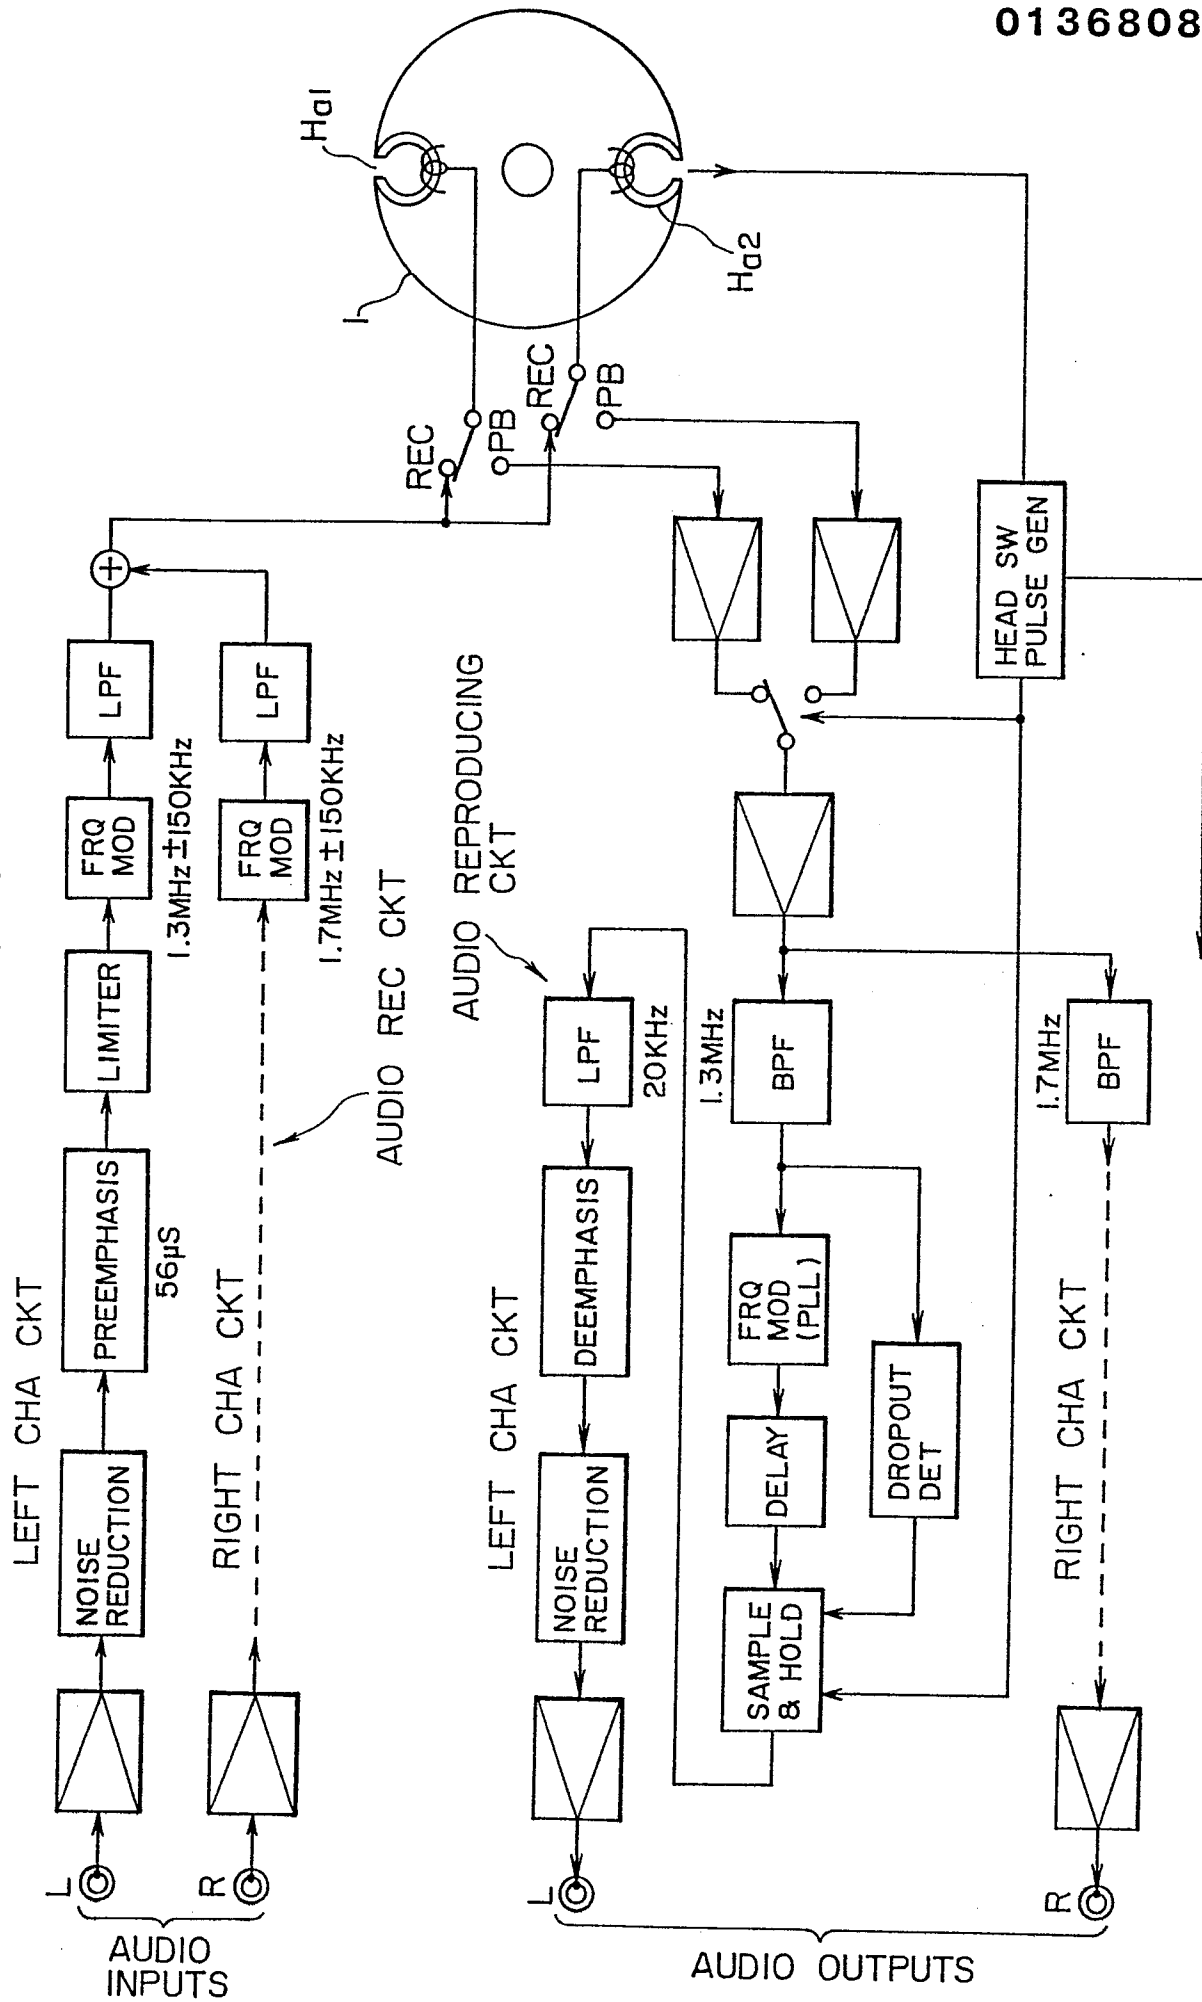 0136808
LEFT CHA CKT
AUDIO
INPUTS
L
NOISE
REDUCTION
PREEMPHASIS
56μS
LIMITER
FRQ
MOD
1.3MHz±150KHz
LPF
+
R
RIGHT CHA CKT
FRQ
MOD
1.7MHz±150KHz
LPF
AUDIO REC CKT
REC
PB
REC
PB
1
Ha1
Ha2
AUDIO REPRODUCING
CKT
LEFT CHA CKT
AUDIO OUTPUTS
L
NOISE
REDUCTION
DEEMPHASIS
LPF
20KHz
SAMPLE
& HOLD
DELAY
FRQ
MOD
(PLL)
1.3MHz
BPF
DROPOUT
DET
HEAD SW
PULSE GEN
RIGHT CHA CKT
R
1.7MHz
BPF